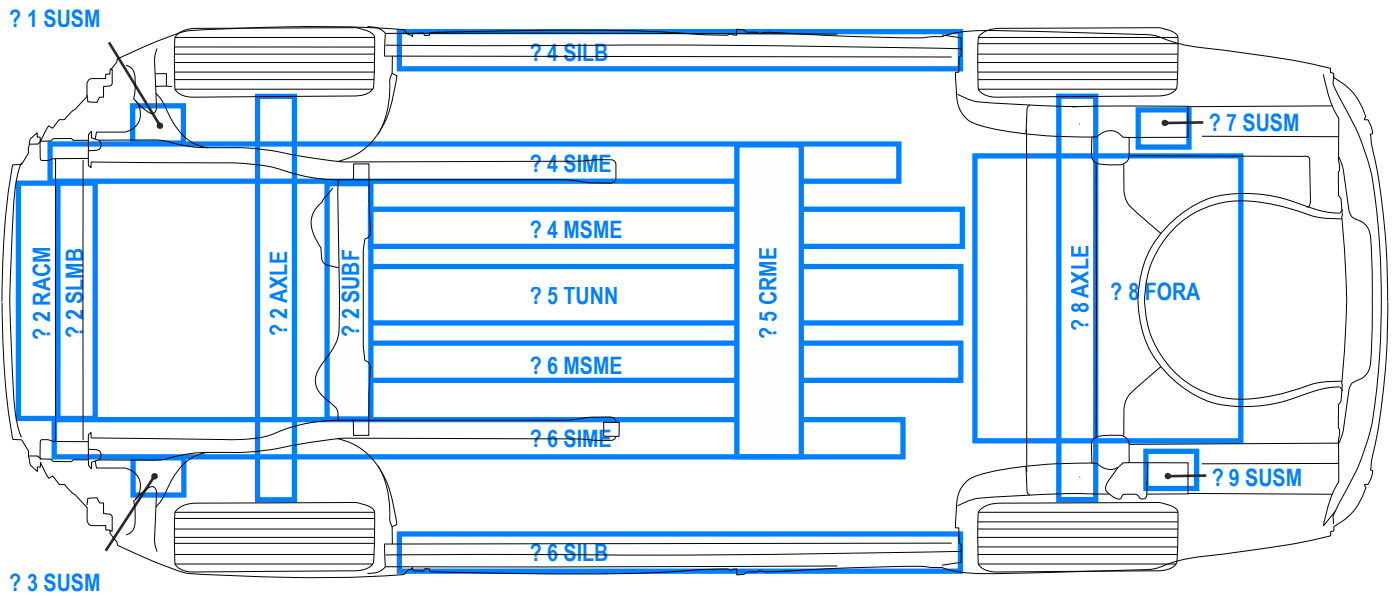 ? 1 SUSM
? 4 SILB
? 7 SUSM
? 4 SIME
? 4 MSME
? 2 RACM
? 2 SLMB
? 2 AXLE
? 2 SUBF
? 5 TUNN
? 5 CRME
? 8 AXLE
? 8 FORA
? 6 MSME
? 6 SIME
? 9 SUSM
? 6 SILB
? 3 SUSM